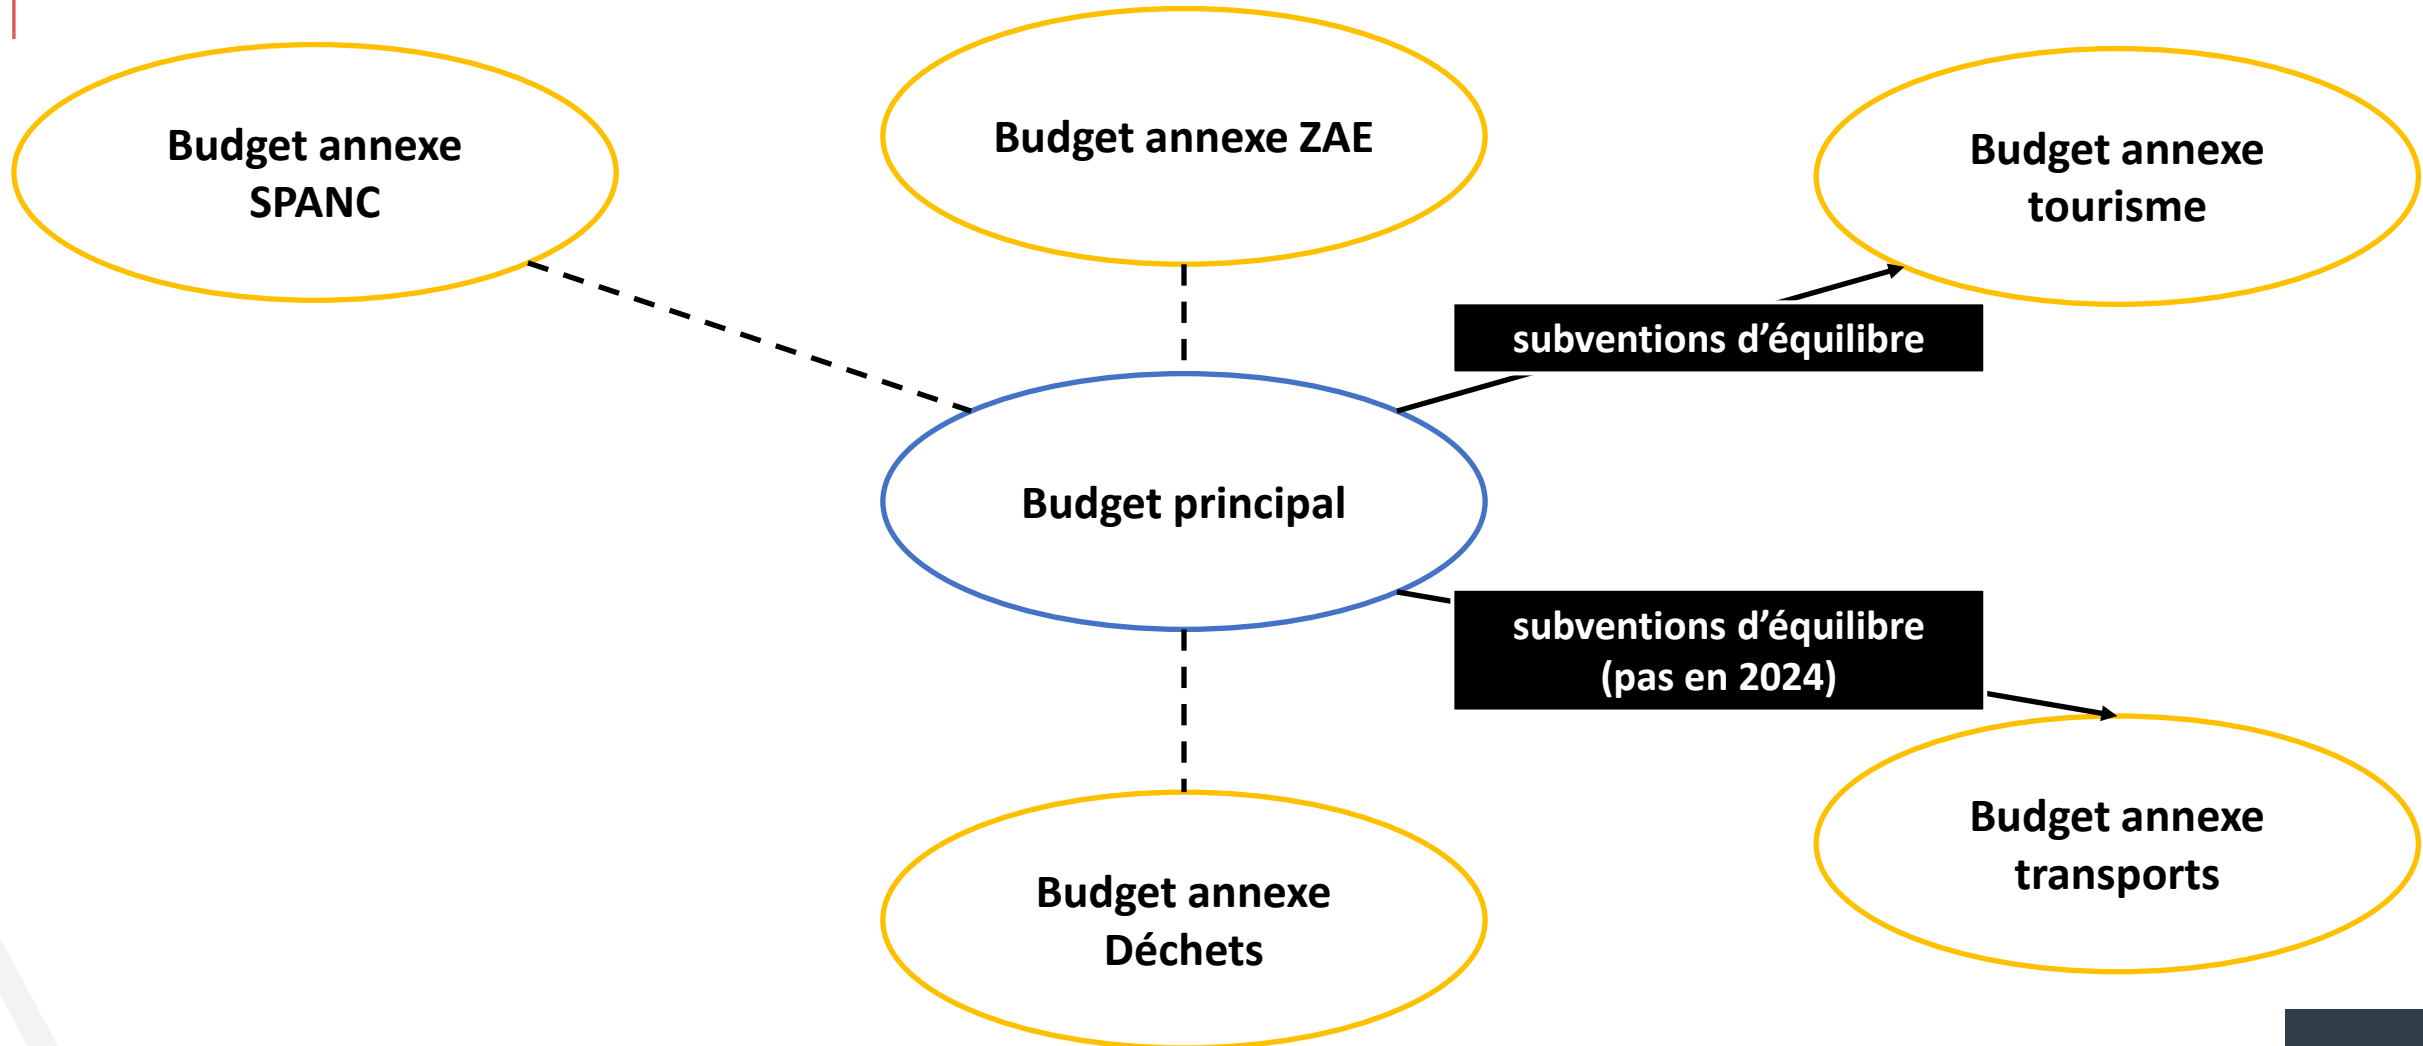 Budget annexe
SPANC
Budget annexe ZAE
Budget annexe
tourisme
subventions d’équilibre
Budget principal
subventions d’équilibre
(pas en 2024)
Budget annexe
transports
Budget annexe
Déchets